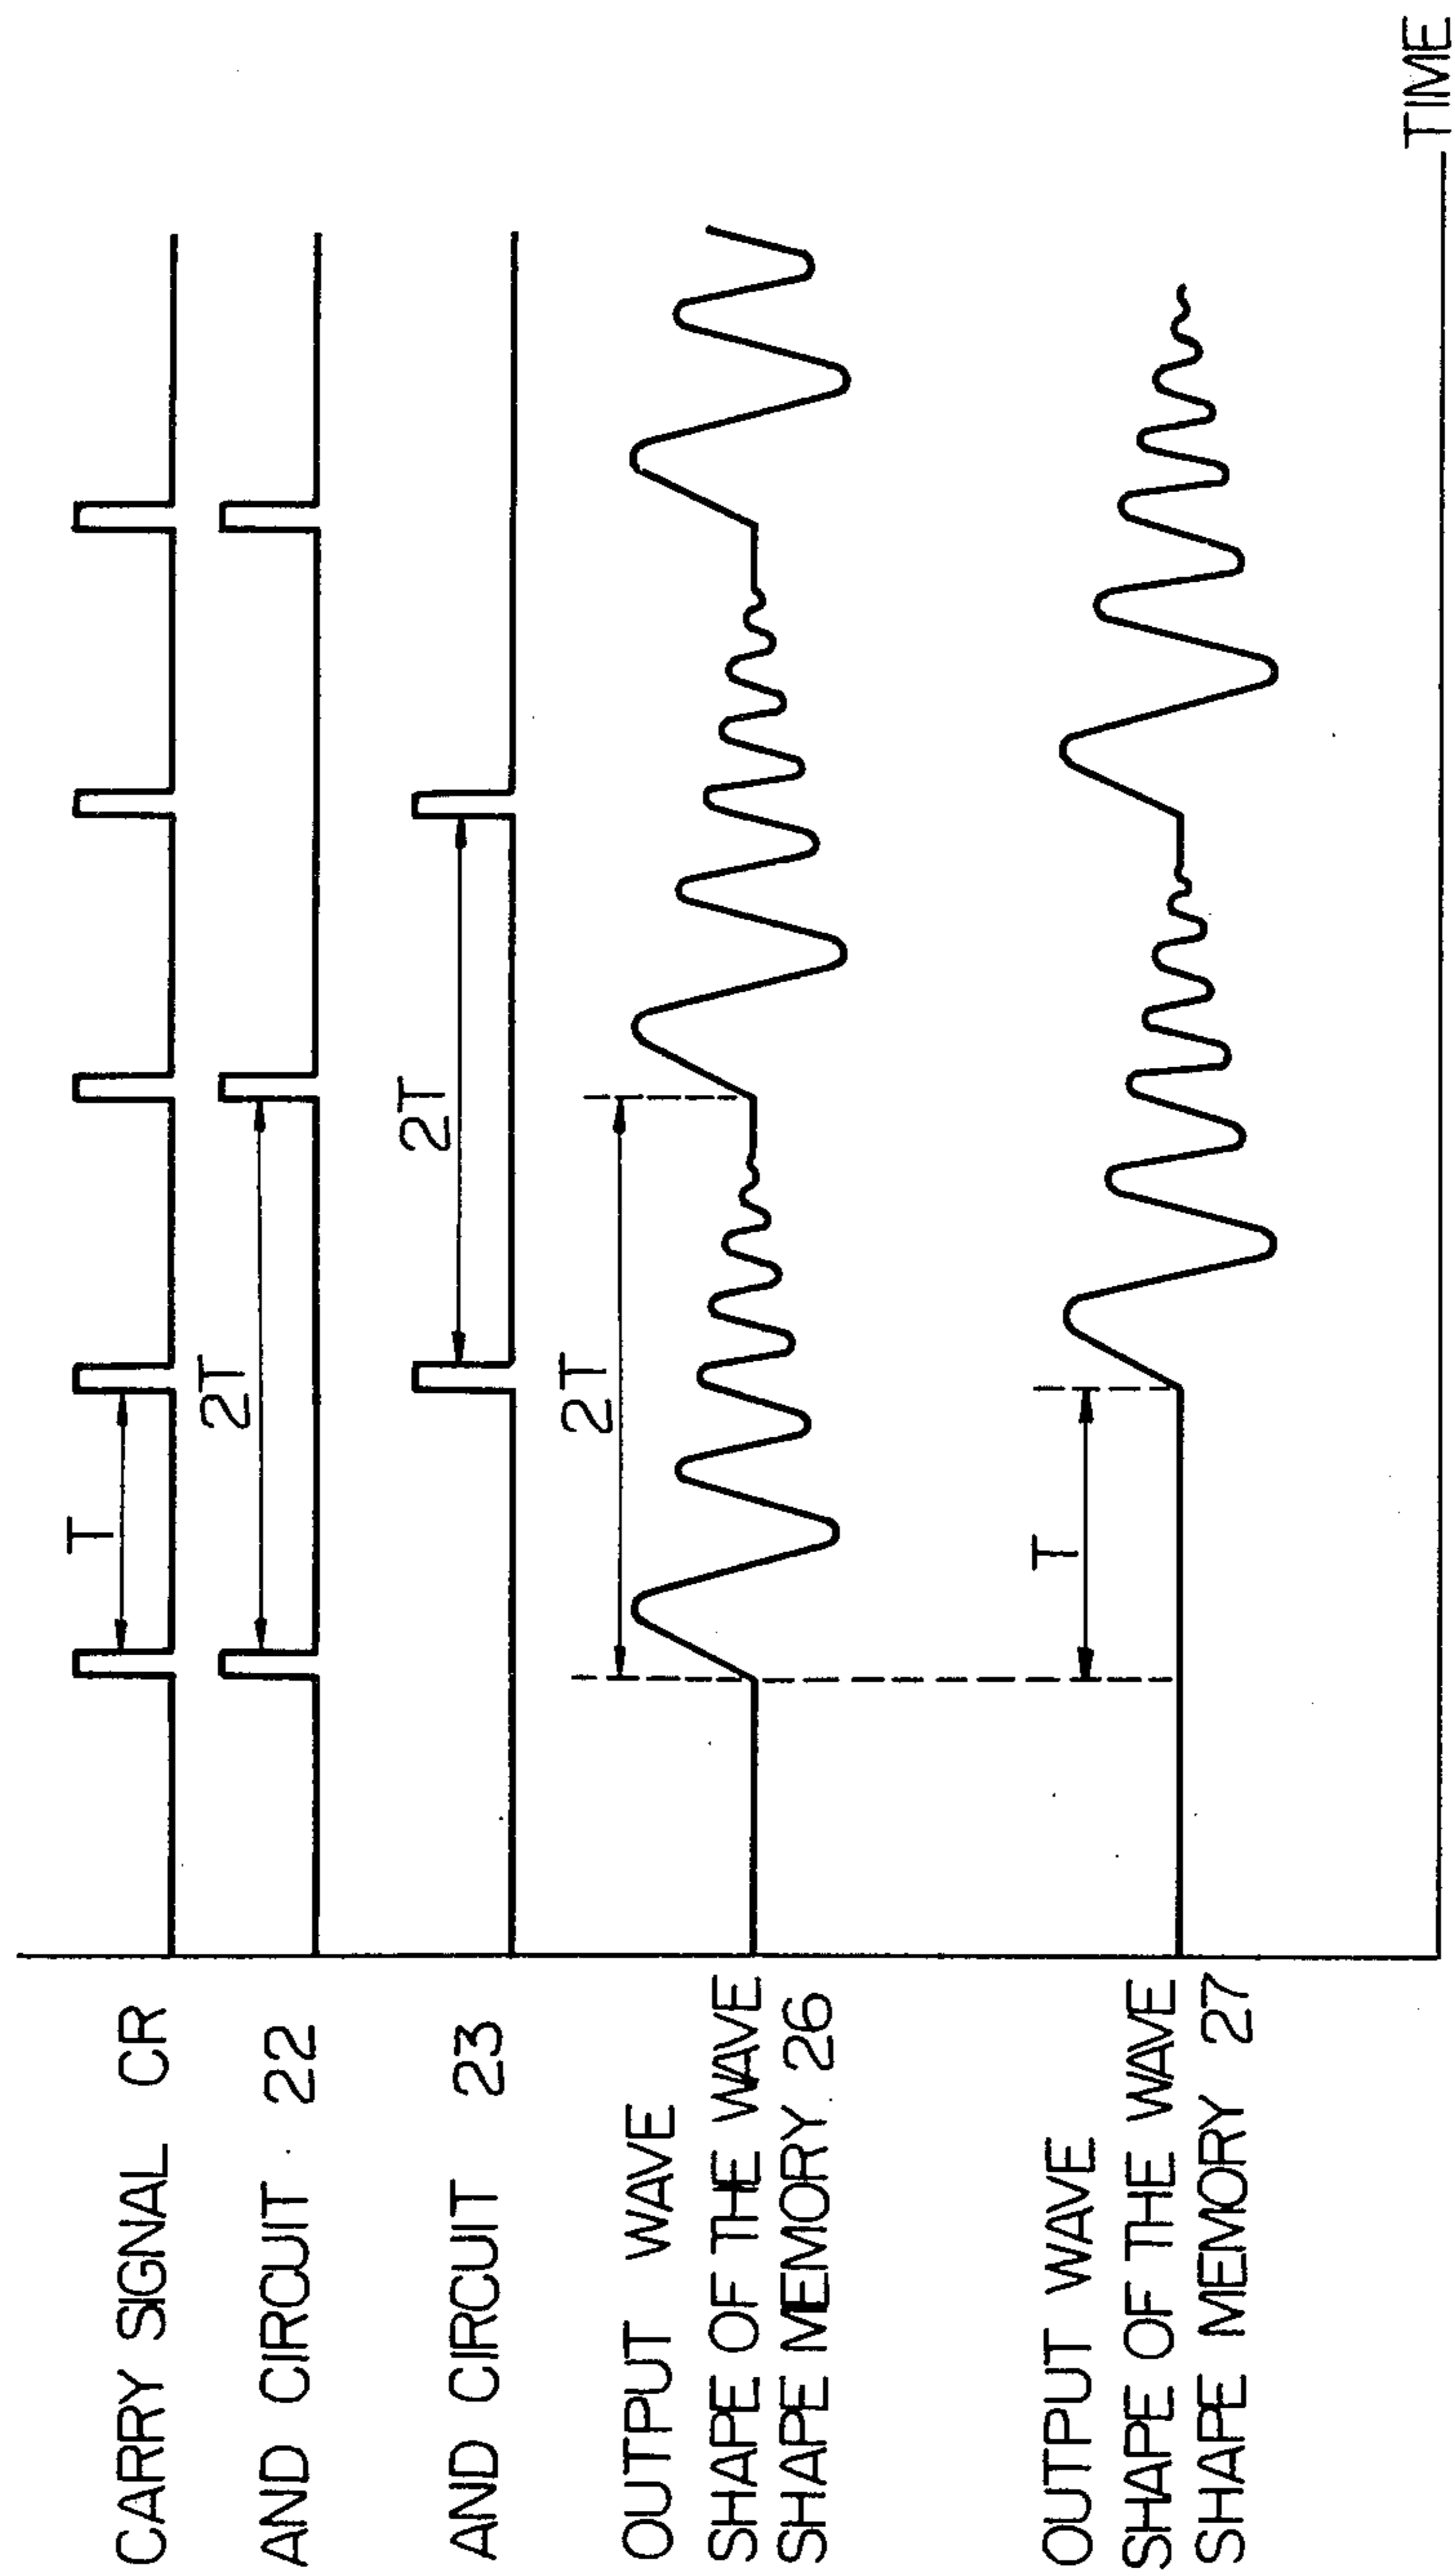 CARRY SIGNAL CR
T
AND CIRCUIT 22
2T
AND CIRCUIT 23
2T
OUTPUT WAVE
SHAPE OF THE WAVE
SHAPE MEMORY 26
2T
OUTPUT WAVE
SHAPE OF THE WAVE
SHAPE MEMORY 27
T
TIME